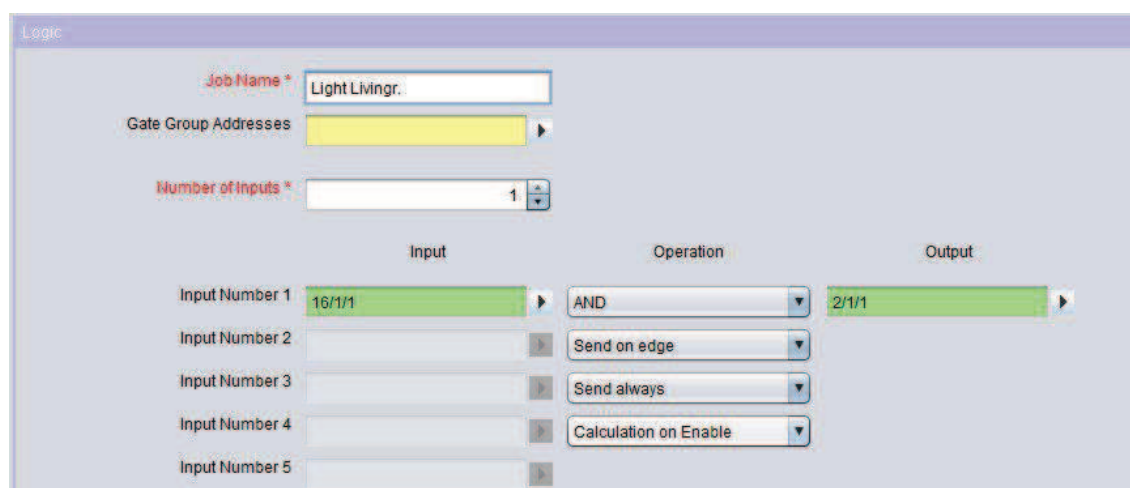 Logic
Job Name *
Light Livingr.
Gate Group Addresses
Number of Inputs *
1
Input Operation Output
Input Number 1 16/1/1 AND 2/1/1
Input Number 2 Send on edge
Input Number 3 Send always
Input Number 4 Calculation on Enable
Input Number 5